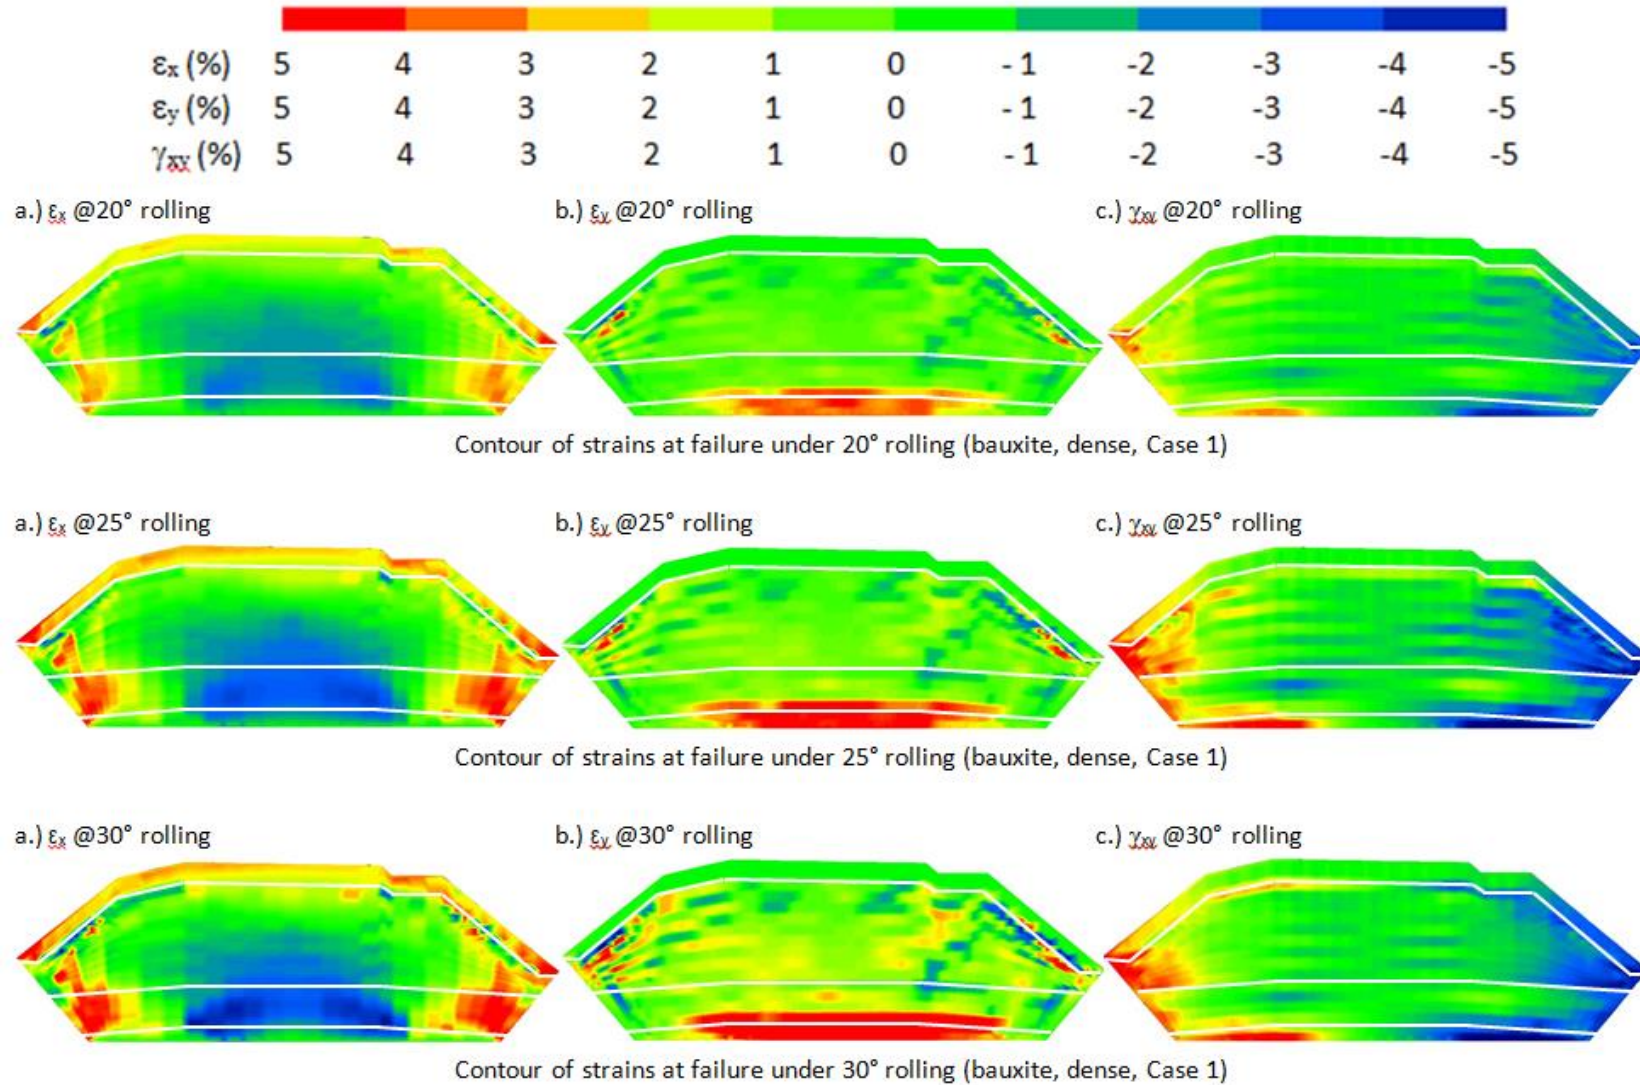 εx (%) 5 4 3 2 1 0 - 1 -2 -3 -4 -5
εy (%) 5 4 3 2 1 0 - 1 -2 -3 -4 -5
γxy (%) 5 4 3 2 1 0 - 1 -2 -3 -4 -5
a.) εx @20° rolling b.) εy @20° rolling c.) γxy @20° rolling
Contour of strains at failure under 20° rolling (bauxite, dense, Case 1)
a.) εx @25° rolling b.) εy @25° rolling c.) γxy @25° rolling
Contour of strains at failure under 25° rolling (bauxite, dense, Case 1)
a.) εx @30° rolling b.) εy @30° rolling c.) γxy @30° rolling
Contour of strains at failure under 30° rolling (bauxite, dense, Case 1)